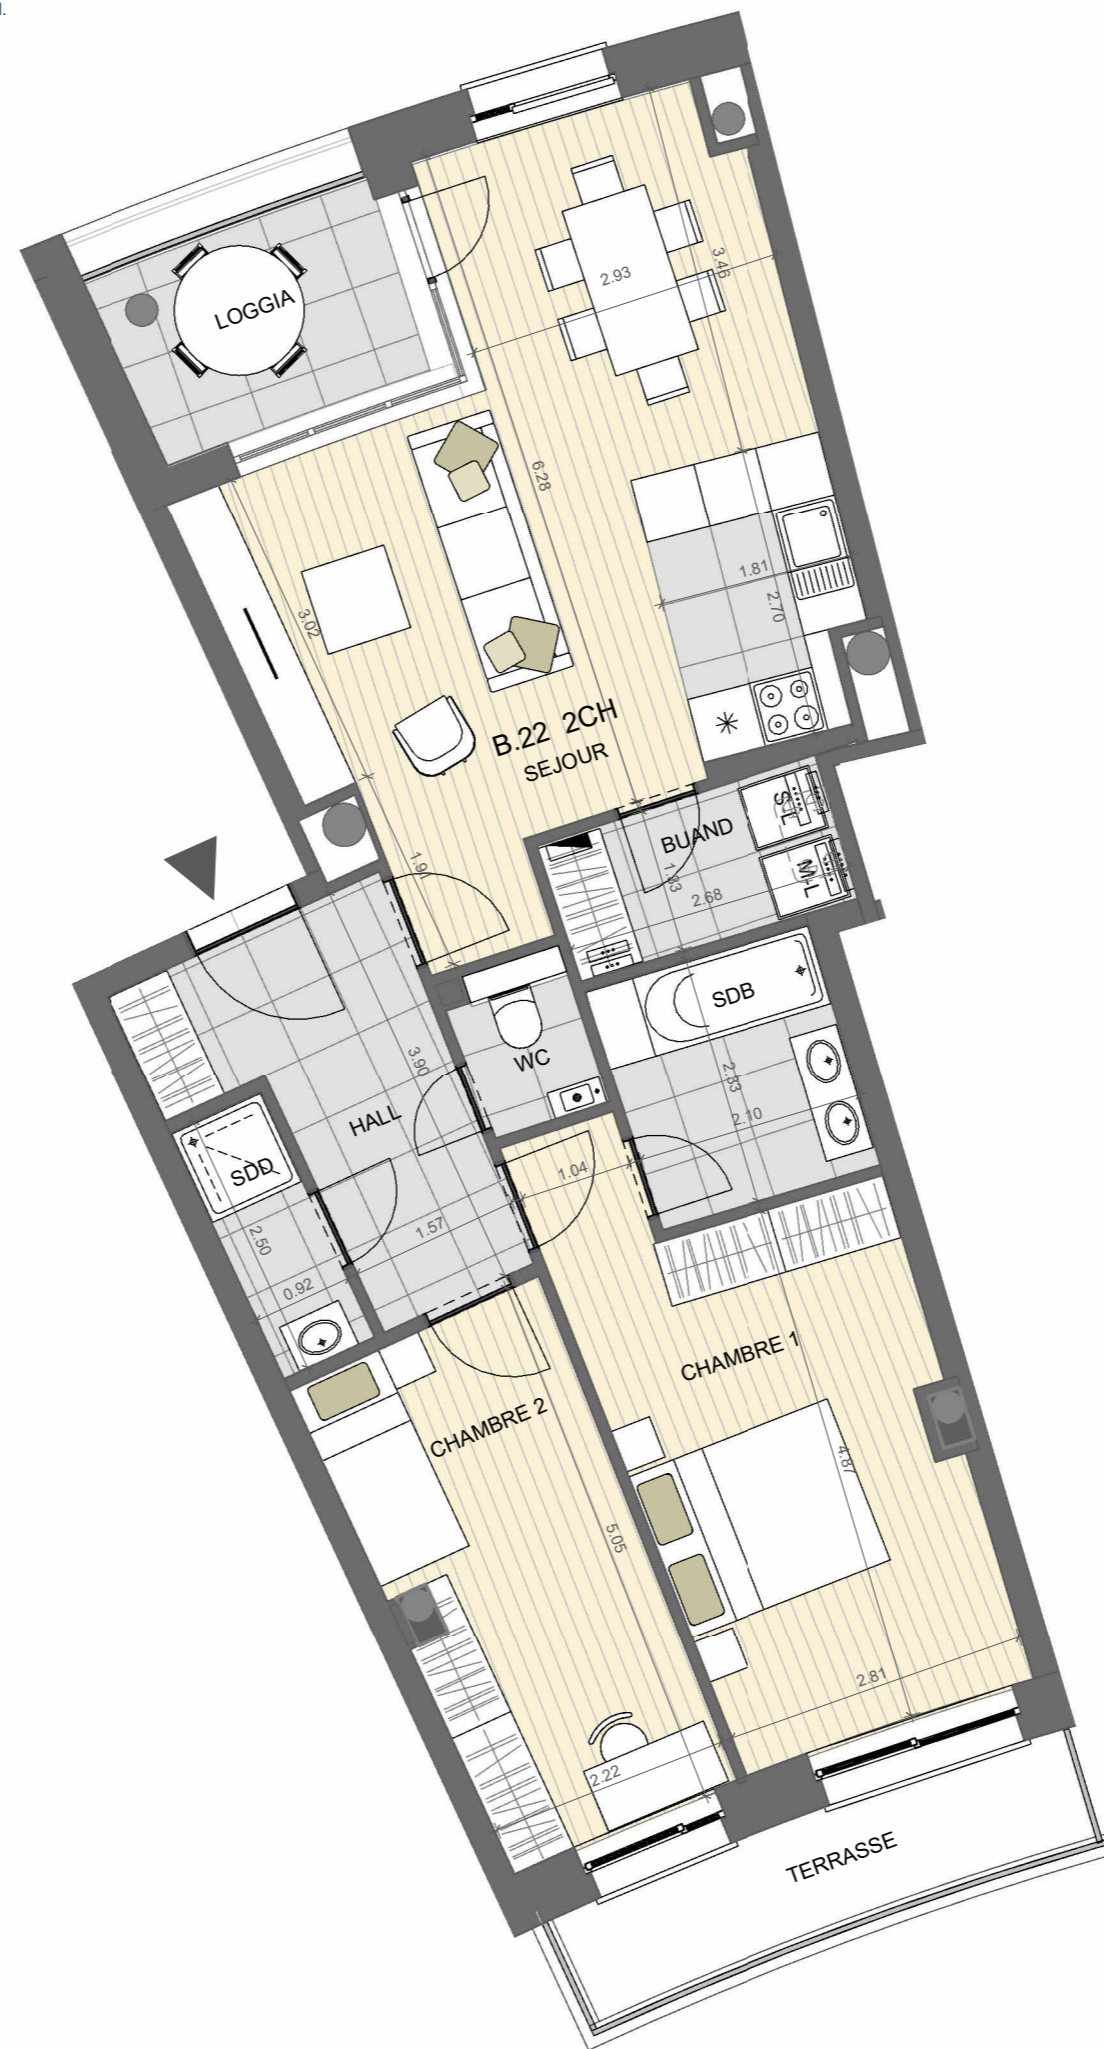 LOGGIA
2.93
3.46
6.28
1.81
2.70
3.02
B.22 2CH
SEJOUR
BUAND
S-L
M-L
1.33
2.68
1.91
SDB
WC
3.90
2.33
2.10
HALL
SDD
1.04
2.50
1.57
0.92
CHAMBRE 1
CHAMBRE 2
4.87
5.05
2.81
2.22
TERRASSE